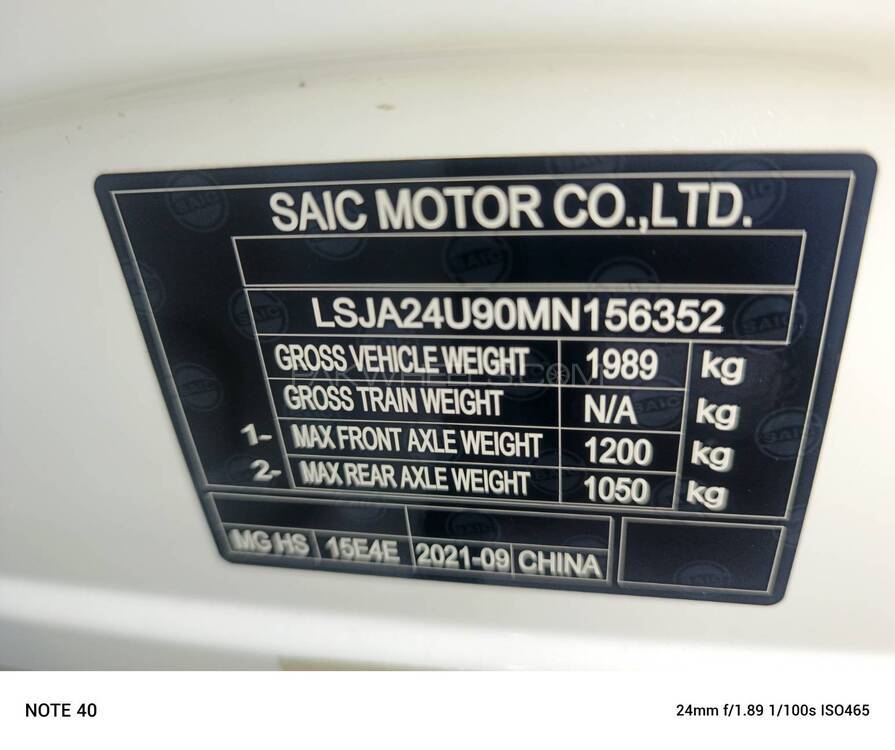 SAIC MOTOR CO.,LTD.
LSJA24U90MN156352
GROSS VEHICLE WEIGHT 1989 kg
PAKWHEELS.COM
GROSS TRAIN WEIGHT N/A kg
1- MAX FRONT AXLE WEIGHT 1200 kg
2- MAX REAR AXLE WEIGHT 1050 kg
MG HS 15E4E 2021-09 CHINA
NOTE 40 24mm f/1.89 1/100s ISO465